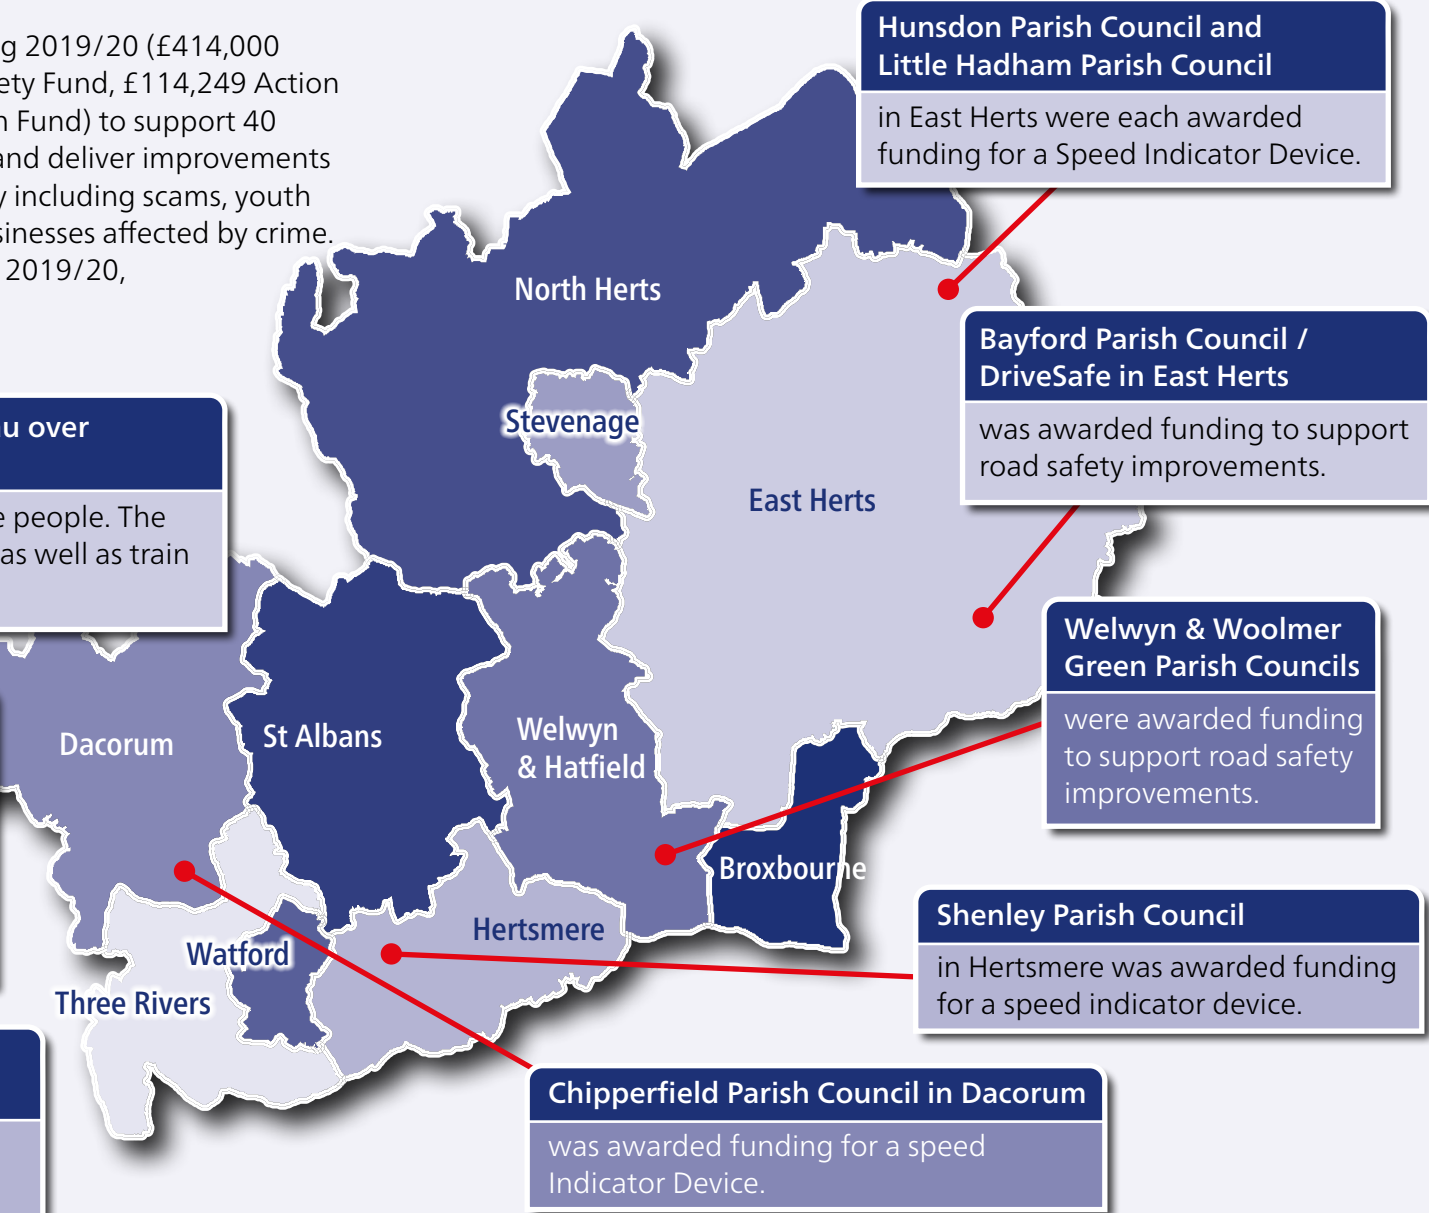 g 2019/20 (£414,000
ety Fund, £114,249 Action
n Fund) to support 40
and deliver improvements
y including scams, youth
sinesses affected by crime.
2019/20,
Hunsdon Parish Council and
Little Hadham Parish Council
in East Herts were each awarded
funding for a Speed Indicator Device.
North Herts
Bayford Parish Council /
DriveSafe in East Herts
was awarded funding to support
road safety improvements.
Stevenage
East Herts
u over
e people. The
as well as train
Welwyn & Woolmer
Green Parish Councils
were awarded funding
to support road safety
improvements.
Dacorum
St Albans
Welwyn
& Hatfield
Broxbourne
Hertsmere
Watford
Three Rivers
Shenley Parish Council
in Hertsmere was awarded funding
for a speed indicator device.
Chipperfield Parish Council in Dacorum
was awarded funding for a speed
Indicator Device.